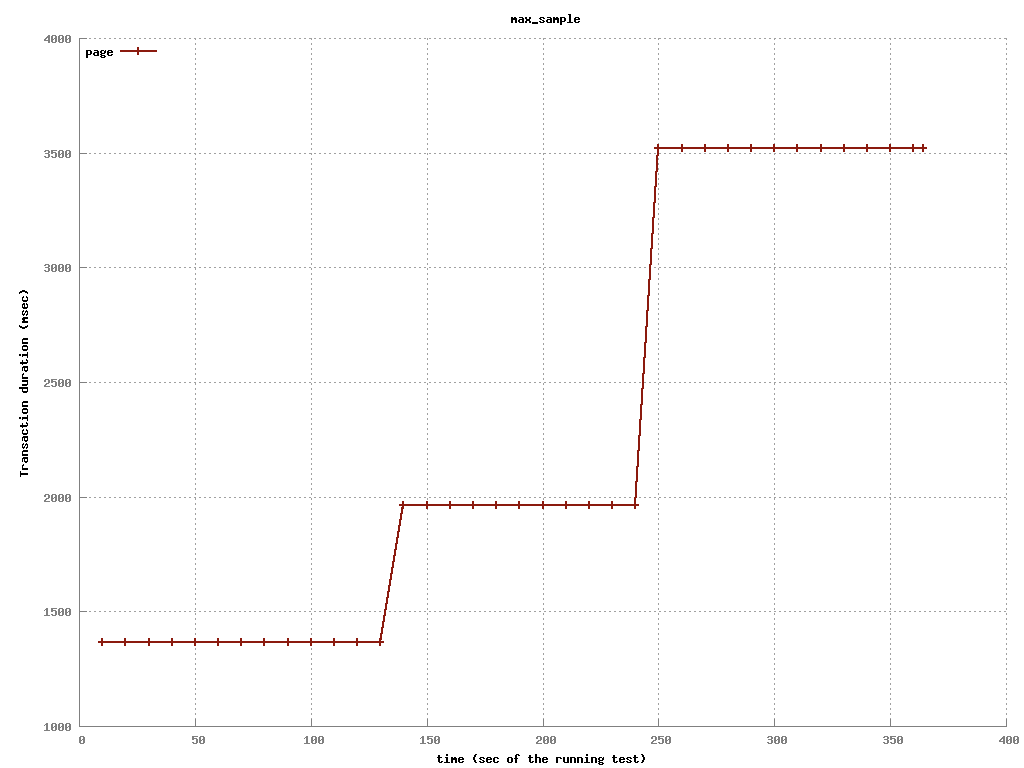 max_sample
4000
page
3500
3000
Transaction duration (msec)
2500
2000
1500
1000
0 50 100 150 200 250 300 350 400
time (sec of the running test)